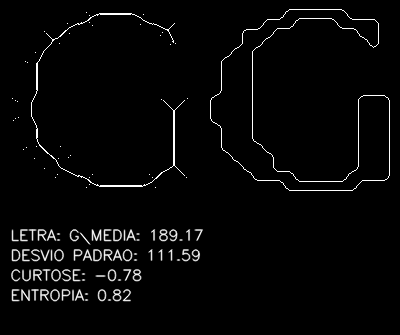 G G
LETRA: G\MEDIA: 189.17
DESVIO PADRAO: 111.59
CURTOSE: -0.78
ENTROPIA: 0.82